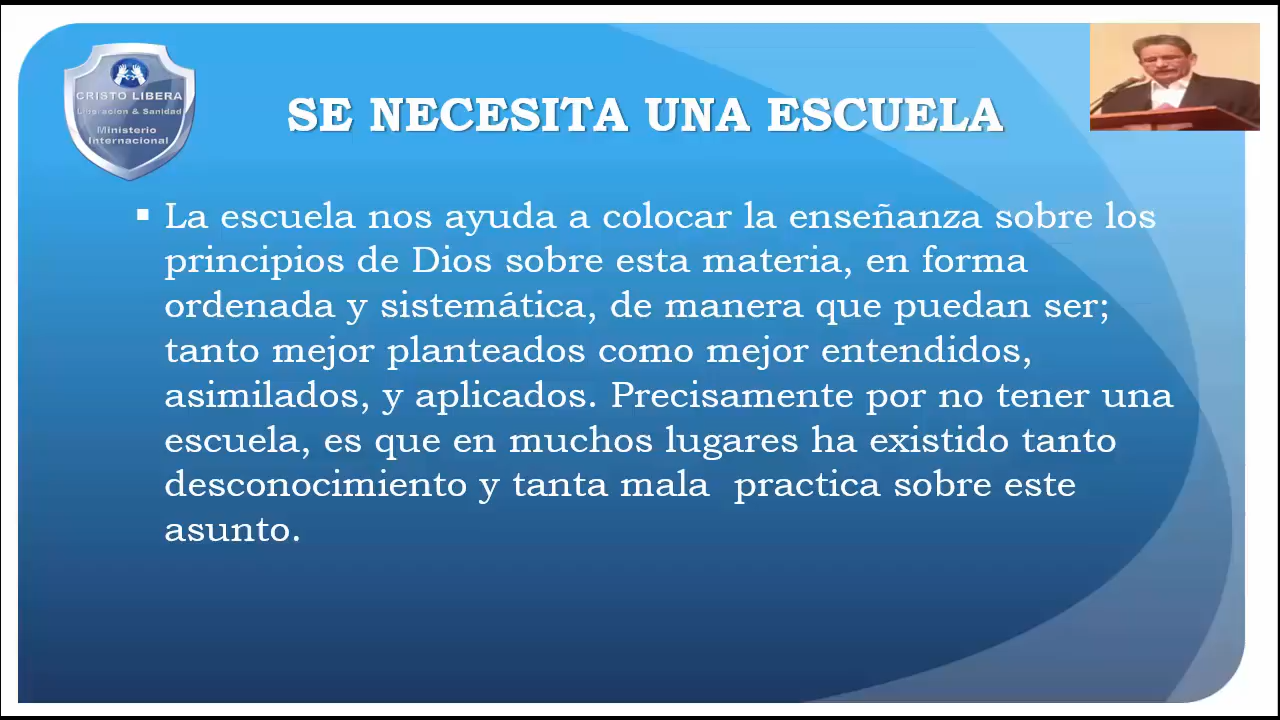 CRISTO LIBERA
Liberación & Sanidad
Ministerio
Internacional
SE NECESITA UNA ESCUELA
▪ La escuela nos ayuda a colocar la enseñanza sobre los
principios de Dios sobre esta materia, en forma
ordenada y sistemática, de manera que puedan ser;
tanto mejor planteados como mejor entendidos,
asimilados, y aplicados. Precisamente por no tener una
escuela, es que en muchos lugares ha existido tanto
desconocimiento y tanta mala  practica sobre este
asunto.